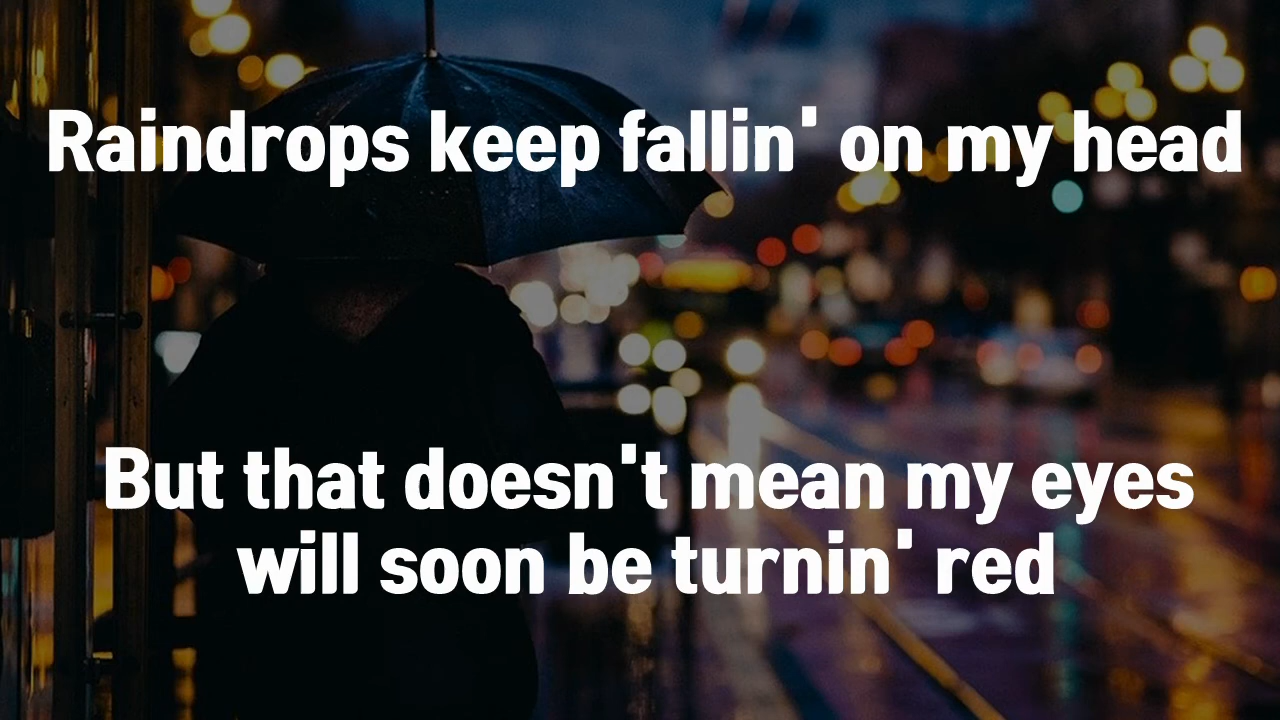 Raindrops keep fallin' on my head
But that doesn't mean my eyes
will soon be turnin' red